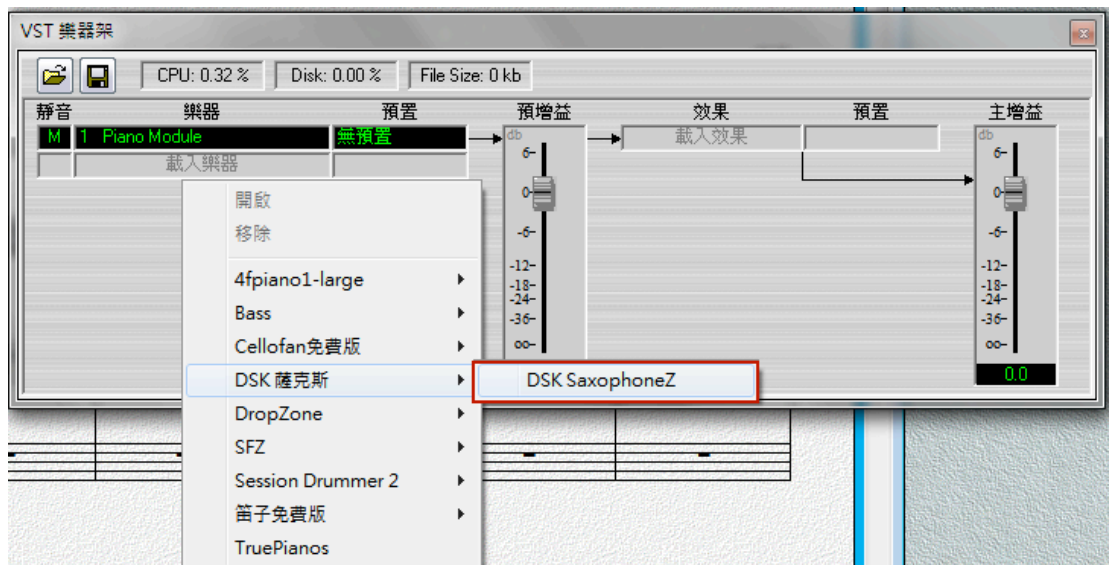 VST 樂器架
CPU: 0.32 % Disk: 0.00 % File Size: 0 kb
靜音 樂器 預置 預增益 效果 預置 主增益
M 1 Piano Module 無預置 db 載入效果 db
載入樂器
6- 6-
0- 0-
-6- -6-
-12- -12-
-18- -18-
-24- -24-
-36- -36-
∞- ∞-
0.0
開啟
移除
4fpiano1-large
Bass
Cellofan免費版
DSK 薩克斯
DSK SaxophoneZ
DropZone
SFZ
Session Drummer 2
笛子免費版
TruePianos